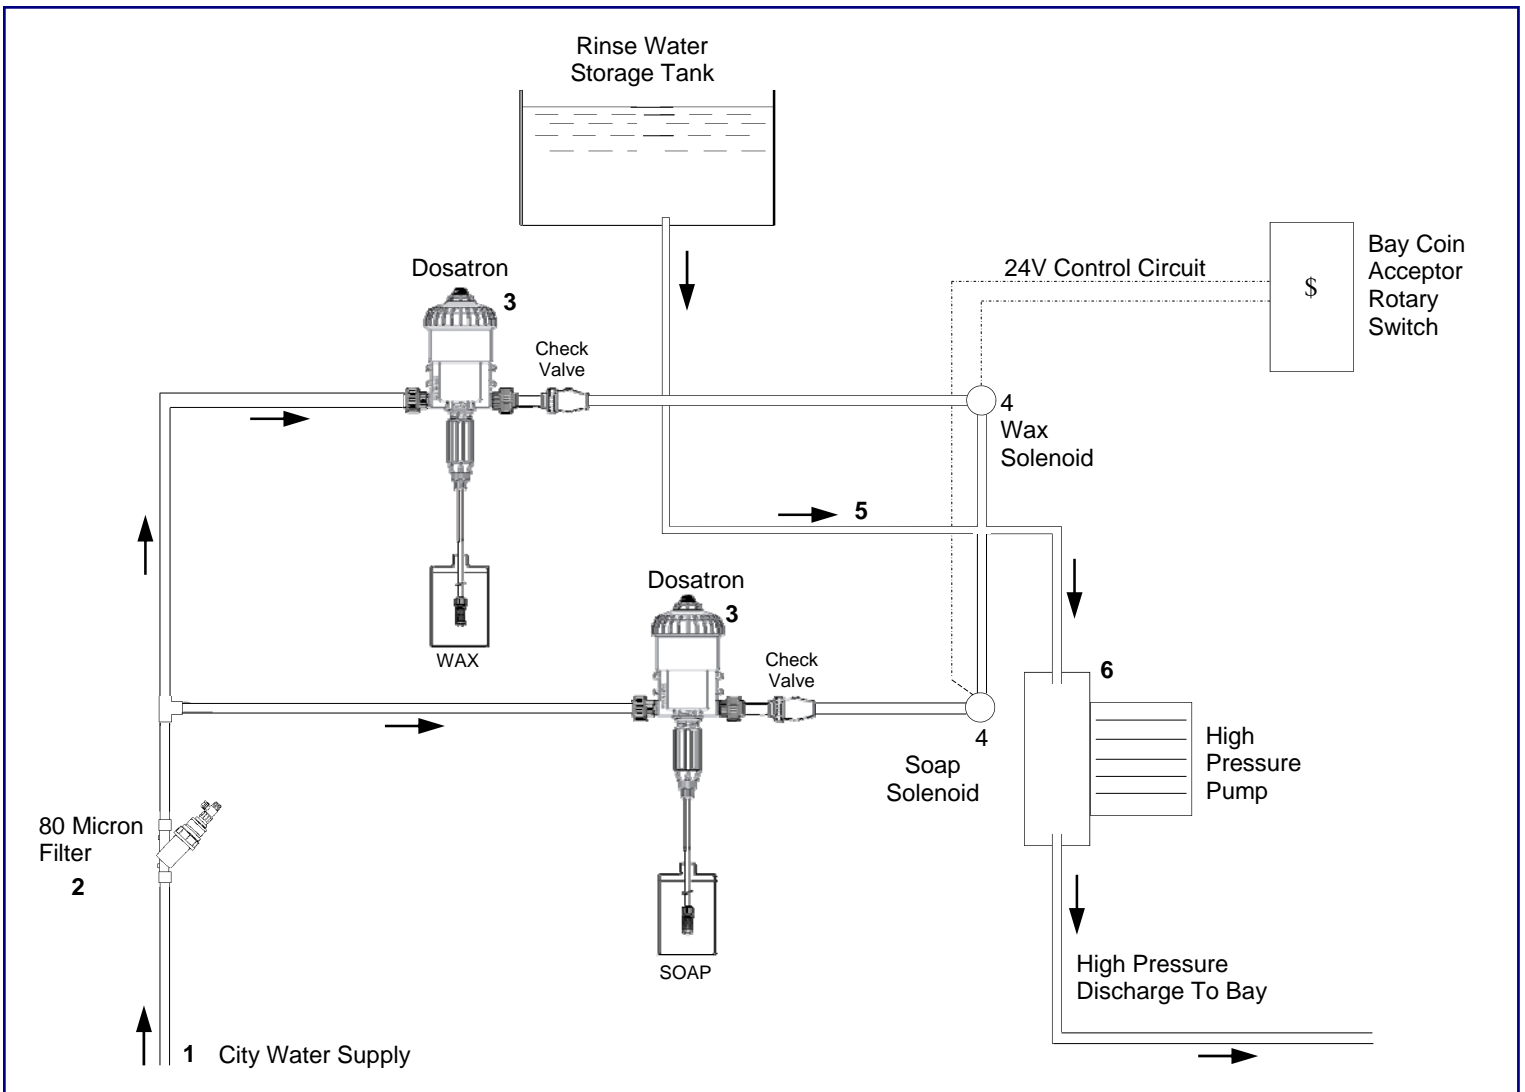 Rinse Water
Storage Tank
Dosatron
3
Check
Valve
24V Control Circuit
$
Bay Coin
Acceptor
Rotary
Switch
4
Wax
Solenoid
5
WAX
Dosatron
3
Check
Valve
4
Soap
Solenoid
6
High
Pressure
Pump
80 Micron
Filter
2
SOAP
High Pressure
Discharge To Bay
1 City Water Supply